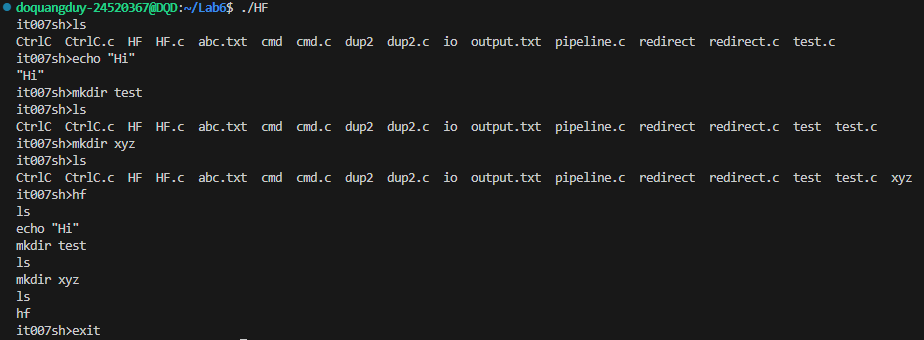 doquangduy-24520367@DQD:~/Lab6$ ./HF
it007sh>ls
CtrlC  CtrlC.c  HF  HF.c  abc.txt  cmd  cmd.c  dup2  dup2.c  io  output.txt  pipeline.c  redirect  redirect.c  test.c
it007sh>echo "Hi"
"Hi"
it007sh>mkdir test
it007sh>ls
CtrlC  CtrlC.c  HF  HF.c  abc.txt  cmd  cmd.c  dup2  dup2.c  io  output.txt  pipeline.c  redirect  redirect.c  test  test.c
it007sh>mkdir xyz
it007sh>ls
CtrlC  CtrlC.c  HF  HF.c  abc.txt  cmd  cmd.c  dup2  dup2.c  io  output.txt  pipeline.c  redirect  redirect.c  test  test.c  xyz
it007sh>hf
ls
echo "Hi"
mkdir test
ls
mkdir xyz
ls
hf
it007sh>exit